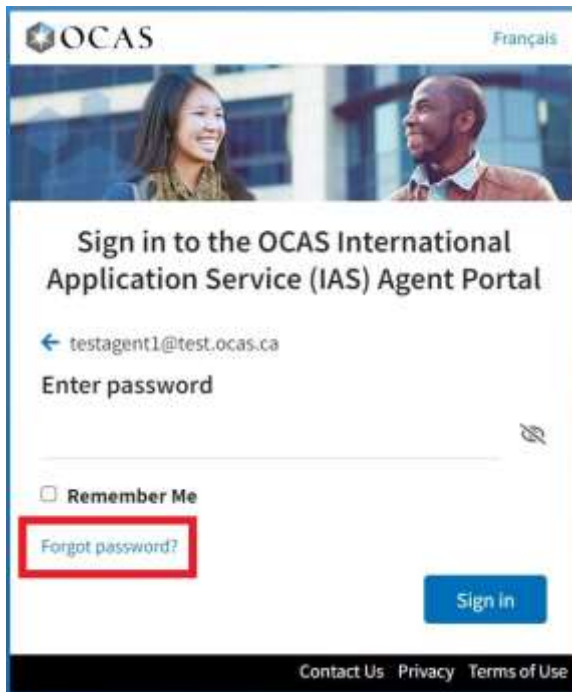 OCAS
Français
Sign in to the OCAS International
Application Service (IAS) Agent Portal
testagent1@test.ocas.ca
Enter password
Remember Me
Forgot password?
Sign in
Contact Us Privacy Terms of Use